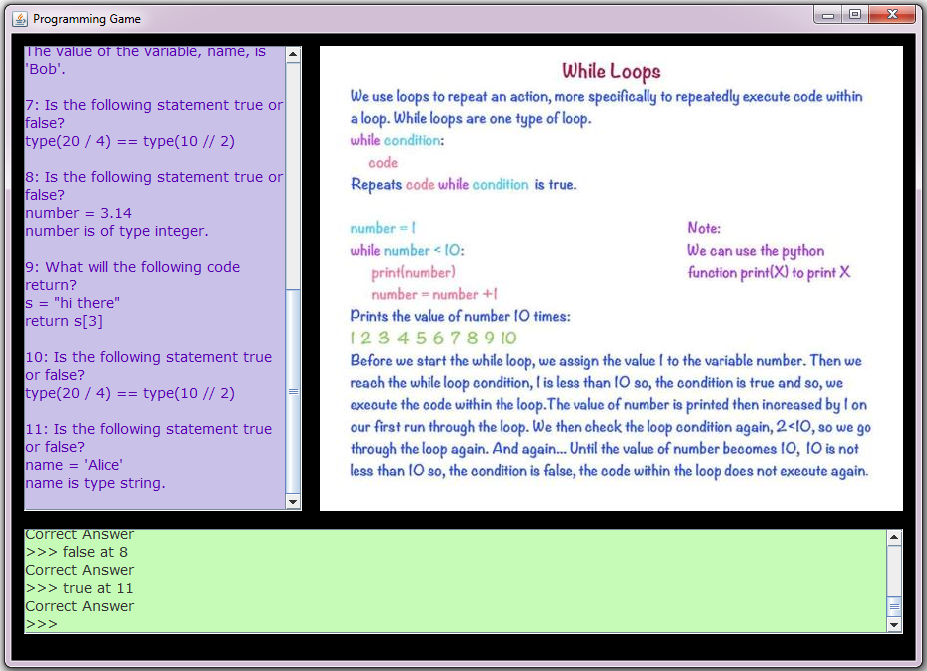 Programming Game
The value of the variable, name, is
'Bob'.
7: Is the following statement true or
false?
type(20 / 4) == type(10 // 2)
8: Is the following statement true or
false?
number = 3.14
number is of type integer.
9: What will the following code
return?
s = "hi there"
return s[3]
10: Is the following statement true
or false?
type(20 / 4) == type(10 // 2)
11: Is the following statement true
or false?
name = 'Alice'
name is type string.
While Loops
We use loops to repeat an action, more specifically to repeatedly execute code within
a loop. While loops are one type of loop.
while condition:
code
Repeats code while condition is true.
number = 1
while number < 10:
print(number)
number = number +1
Note:
We can use the python
function print(X) to print X
Prints the value of number 10 times:
1 2 3 4 5 6 7 8 9 10
Before we start the while loop, we assign the value 1 to the variable number. Then we
reach the while loop condition, 1 is less than 10 so, the condition is true and so, we
execute the code within the loop.The value of number is printed then increased by 1 on
our first run through the loop. We then check the loop condition again, 2<10, so we go
through the loop again. And again... Until the value of number becomes 10, 10 is not
less than 10 so, the condition is false, the code within the loop does not execute again.
Correct Answer
>>> false at 8
Correct Answer
>>> true at 11
Correct Answer
>>>